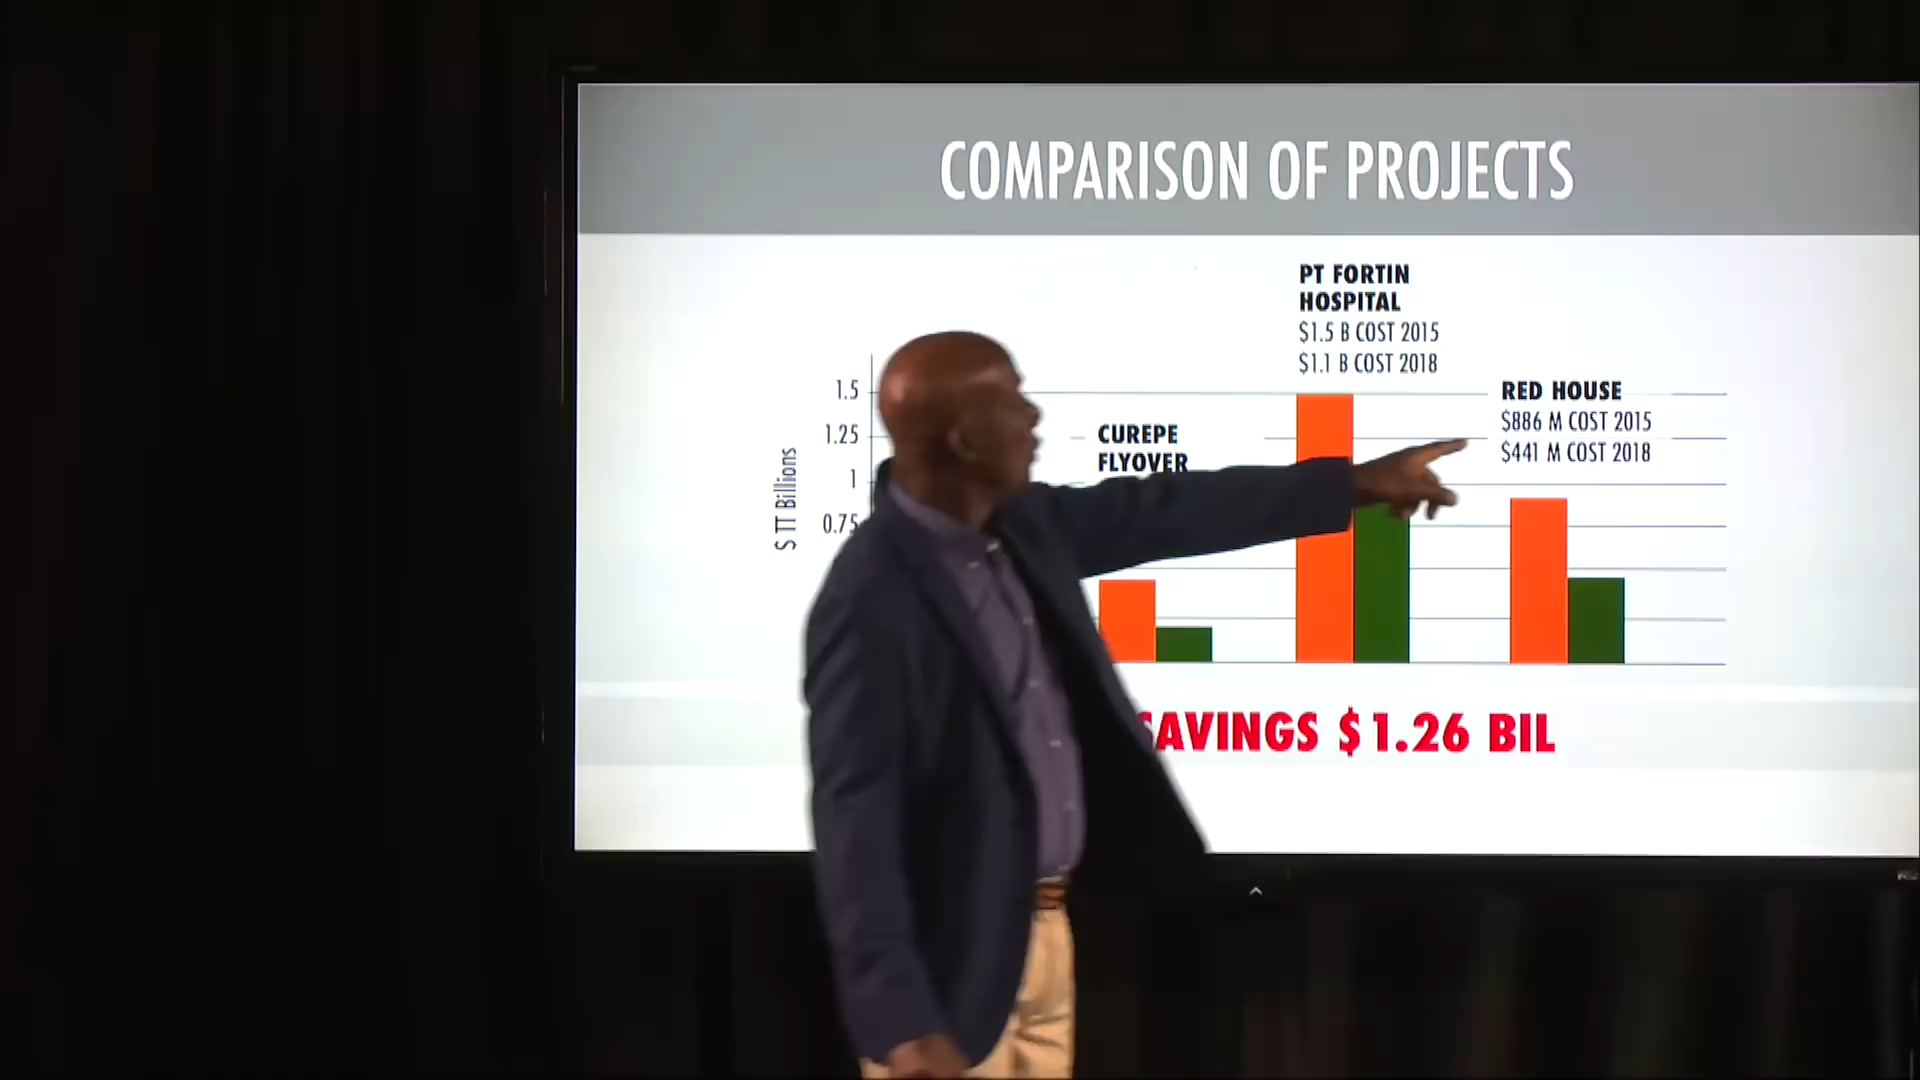 COMPARISON OF PROJECTS
PT FORTIN
HOSPITAL
$1.5 B COST 2015
$1.1 B COST 2018
RED HOUSE
$886 M COST 2015
$441 M COST 2018
CUREPE
FLYOVER
$ TT Billions
1.5
1.25
1
0.75
SAVINGS $1.26 BIL